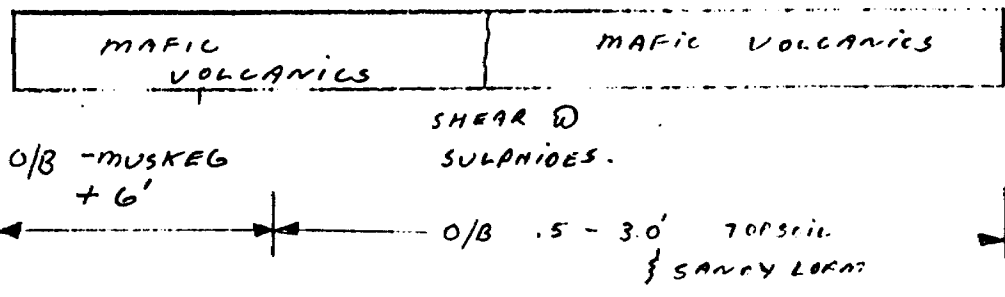 MAFIC
VOLCANICS
MAFIC VOLCANICS
SHEAR W
SULPHIDES.
O/B - MUSKEG
+ 6'
O/B .5 - 3.0' TOPSOIL
& SANDY LOAM